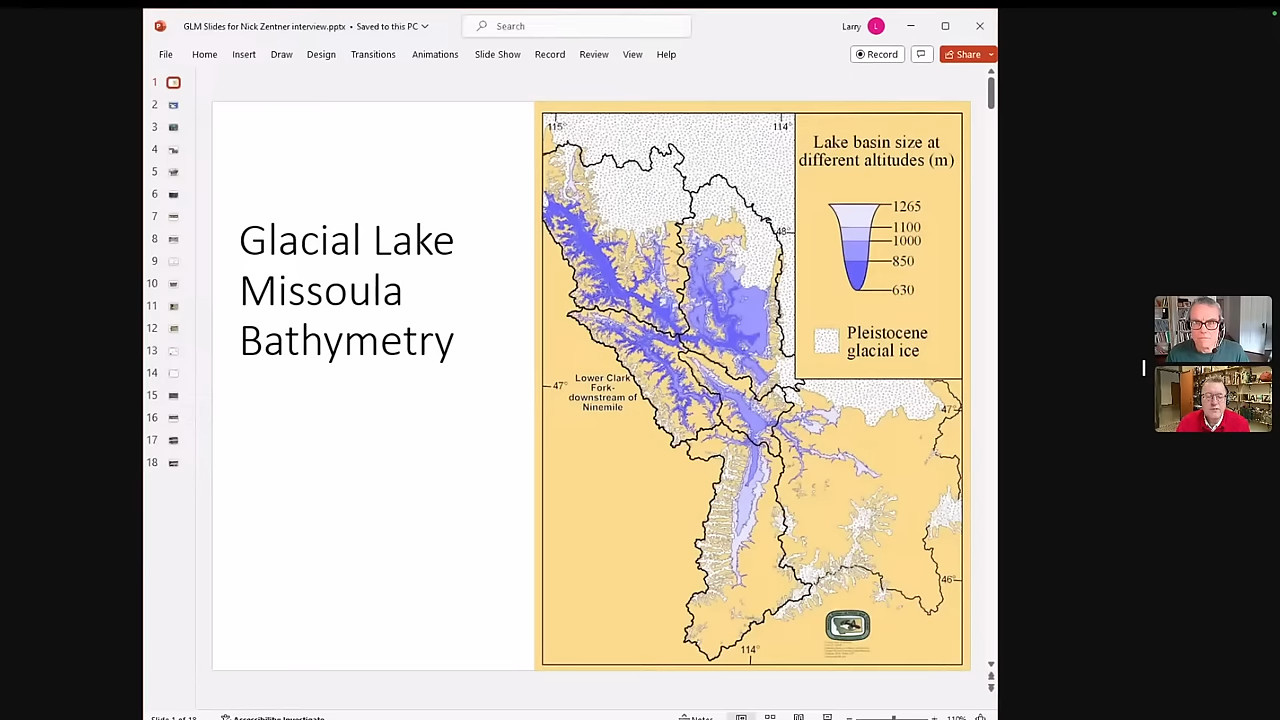 GLM Slides for Nick Zentner interview.pptx • Saved to this PC
Search
Larry
L
File Home Insert Draw Design Transitions Animations Slide Show Record Review View Help
Record
Share
1
2
3
4
5
6
7
8
9
10
11
12
13
14
15
16
17
18
Glacial Lake
Missoula
Bathymetry
115°
114°
Lake basin size at
different altitudes (m)
1265
1100
1000
850
630
48°
Pleistocene
glacial ice
47°
Lower Clark
Fork-
downstream of
Ninemile
47°
46°
114°
Slide 1 of 18
Accessibility: Investigate
Notes
110%